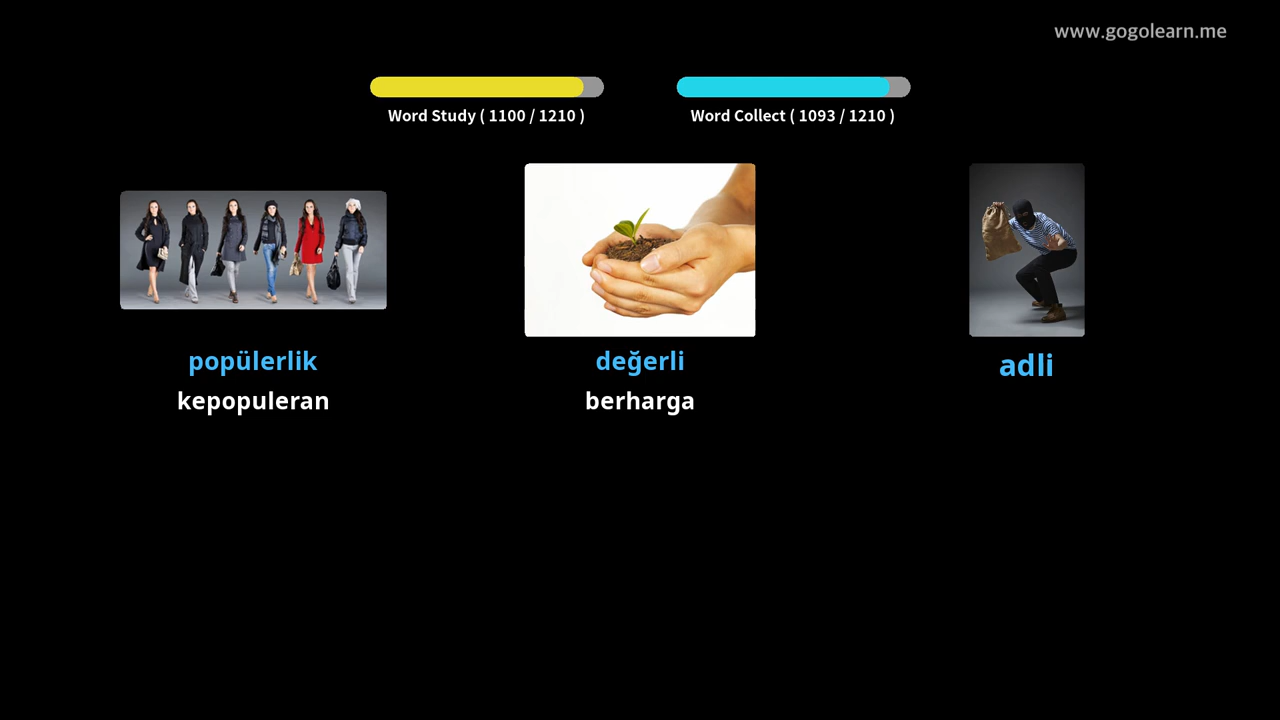 www.gogolearn.me
Word Study ( 1100 / 1210 )
Word Collect ( 1093 / 1210 )
popülerlik
kepopuleran
değerli
berharga
adli